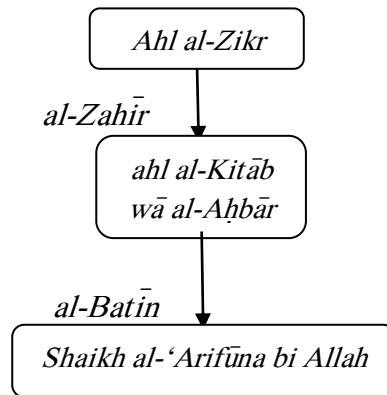 Ahl al-Zikr
al-Zahir̄
ahl al-Kitāb
wā al-Aḥbār
al-Batin̄
Shaikh al-‘Arifūna bi Allah